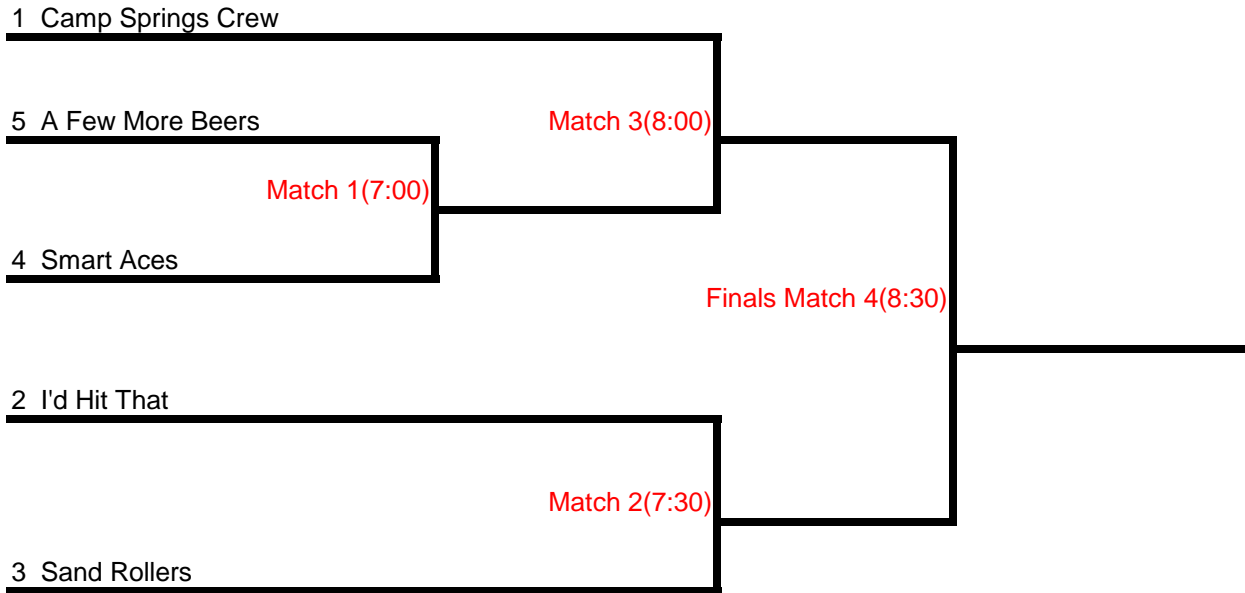 1 Camp Springs Crew
5 A Few More Beers
Match 3(8:00)
Match 1(7:00)
4 Smart Aces
Finals Match 4(8:30)
2 I'd Hit That
Match 2(7:30)
3 Sand Rollers